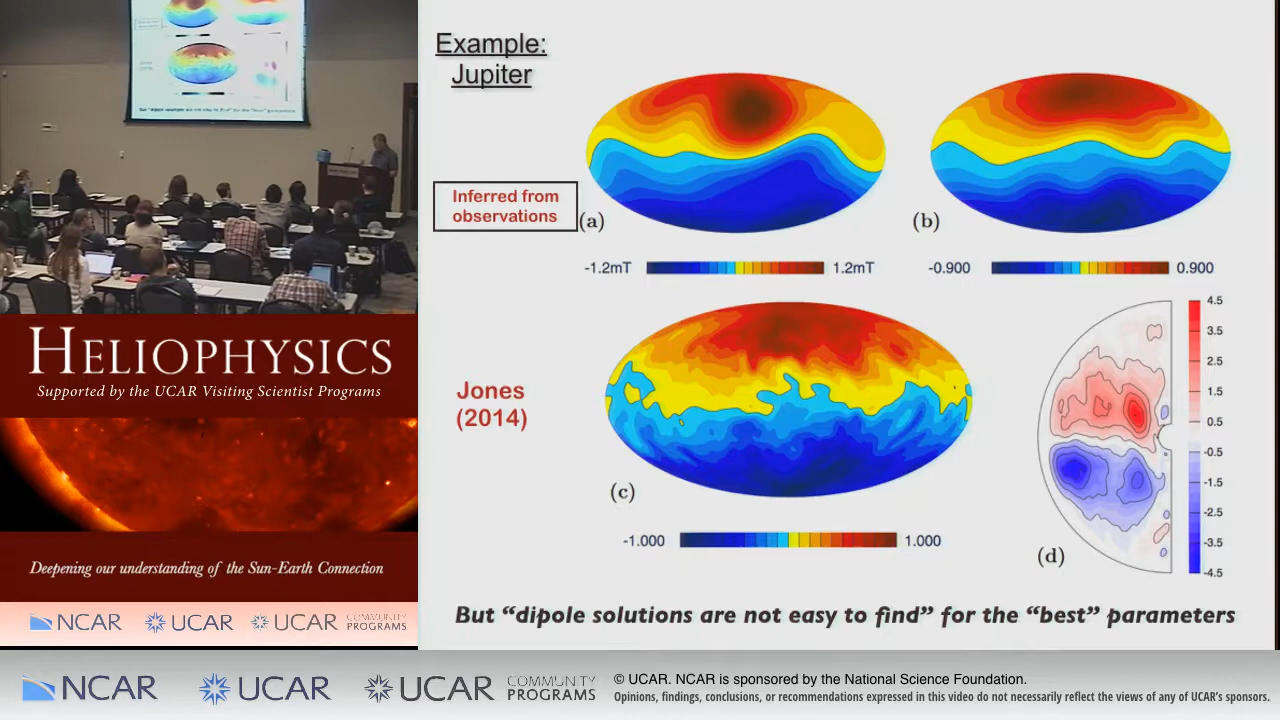 Example:
Jupiter
Inferred from
observations
(a)
(b)
-1.2mT
1.2mT
-0.900
0.900
Jones
(2014)
(c)
-1.000
1.000
4.5
3.5
2.5
1.5
0.5
-0.5
-1.5
-2.5
-3.5
-4.5
(d)
But “dipole solutions are not easy to find” for the “best” parameters
HELIOPHYSICS
Supported by the UCAR Visiting Scientist Programs
Deepening our understanding of the Sun-Earth Connection
NCAR
UCAR
UCAR
COMMUNITY
PROGRAMS
NCAR
UCAR
UCAR
COMMUNITY
PROGRAMS
© UCAR. NCAR is sponsored by the National Science Foundation.
Opinions, findings, conclusions, or recommendations expressed in this video do not necessarily reflect the views of any of UCAR's sponsors.